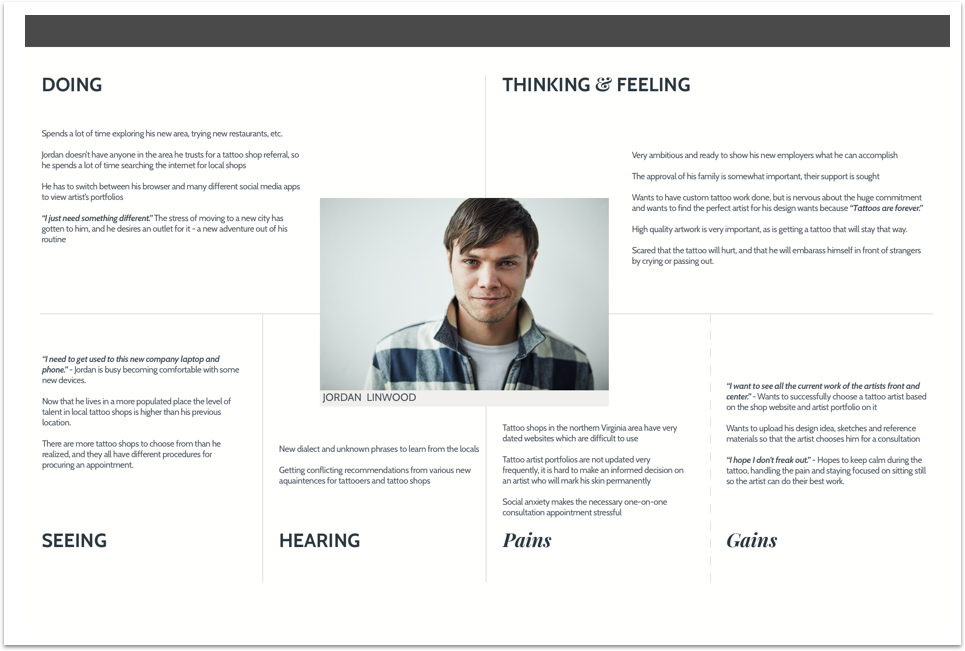 DOING
Spends a lot of time exploring his new area, trying new restaurants, etc.
Jordan doesn't have anyone in the area he trusts for a tattoo shop referral, so
he spends a lot of time searching the internet for local shops
He has to switch between his browser and many different social media apps
to view artist's portfolios
"I just need something different." The stress of moving to a new city has
gotten to him, and he desires an outlet for it - a new adventure out of his
routine
THINKING & FEELING
Very ambitious and ready to show his new employers what he can accomplish
The approval of his family is somewhat important, their support is sought
Wants to have custom tattoo work done, but is nervous about the huge commitment
and wants to find the perfect artist for his design wants because "Tattoos are forever."
High quality artwork is very important, as is getting a tattoo that will stay that way.
Scared that the tattoo will hurt, and that he will embarass himself in front of strangers
by crying or passing out.
JORDAN LINWOOD
"I need to get used to this new company laptop and
phone." - Jordan is busy becoming comfortable with some
new devices.
Now that he lives in a more populated place the level of
talent in local tattoo shops is higher than his previous
location.
There are more tattoo shops to choose from than he
realized, and they all have different procedures for
procuring an appointment.
SEEING
New dialect and unknown phrases to learn from the locals
Getting conflicting recommendations from various new
aquaintences for tattooers and tattoo shops
HEARING
Tattoo shops in the northern Virginia area have very
dated websites which are difficult to use
Tattoo artist portfolios are not updated very
frequently, it is hard to make an informed decision on
an artist who will mark his skin permanently
Social anxiety makes the necessary one-on-one
consultation appointment stressful
Pains
"I want to see all the current work of the artists front and
center." - Wants to successfully choose a tattoo artist based
on the shop website and artist portfolio on it
Wants to upload his design idea, sketches and reference
materials so that the artist chooses him for a consultation
"I hope I don't freak out." - Hopes to keep calm during the
tattoo, handling the pain and staying focused on sitting still
so the artist can do their best work.
Gains